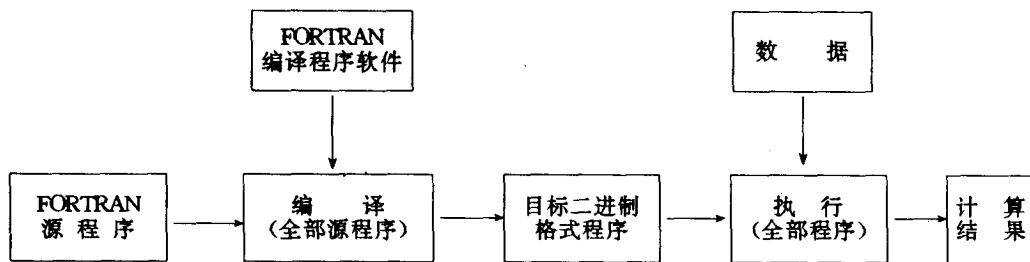 FORTRAN
编译程序软件
数 据
FORTRAN
源 程 序
编 译
（全部源程序）
目标二进制
格式程序
执 行
（全部程序）
计 算
结 果